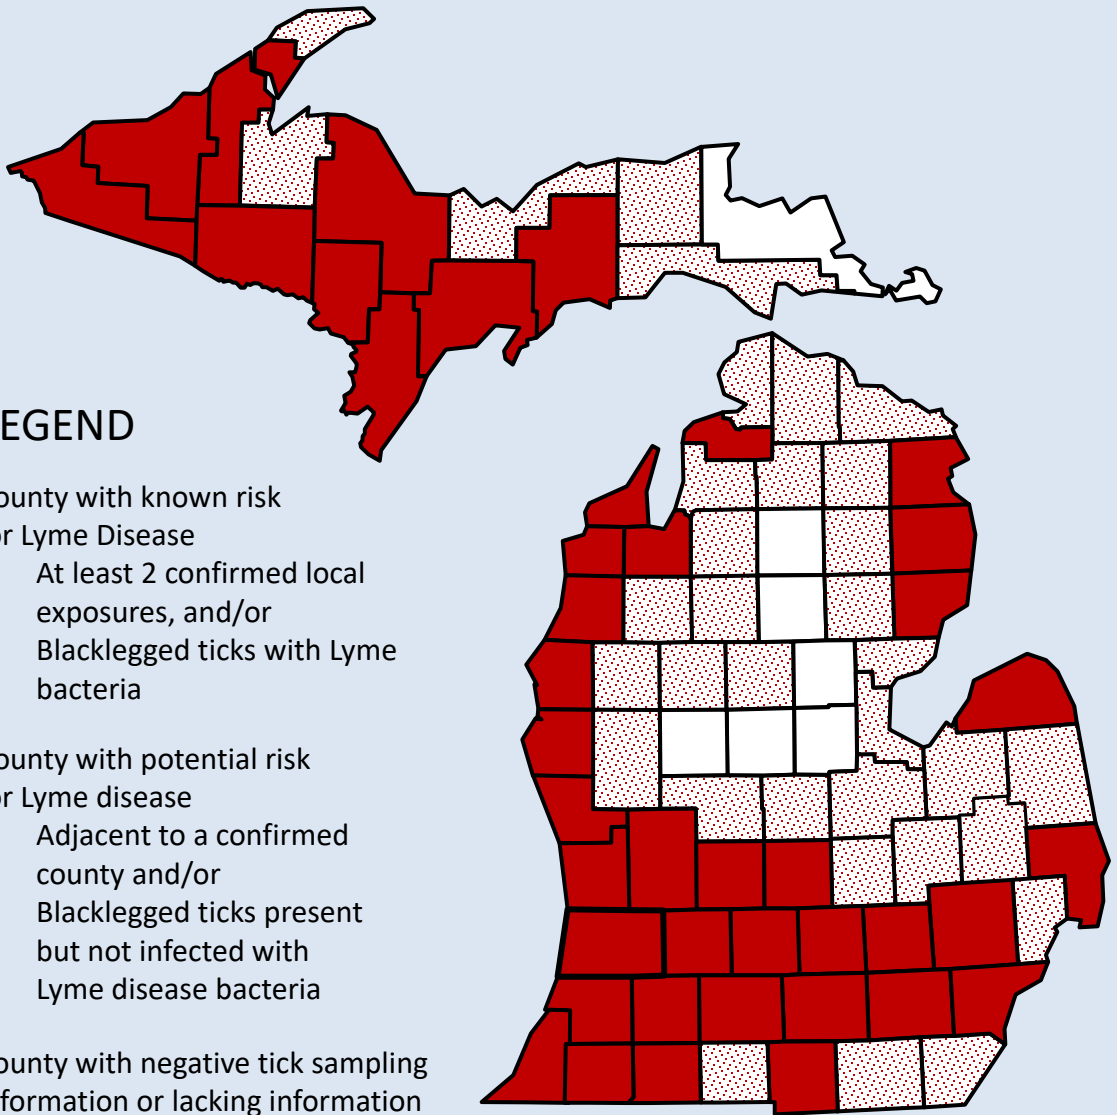 EGEND
ounty with known risk
or Lyme Disease
At least 2 confirmed local
exposures, and/or
Blacklegged ticks with Lyme
bacteria
ounty with potential risk
or Lyme disease
Adjacent to a confirmed
county and/or
Blacklegged ticks present
but not infected with
Lyme disease bacteria
ounty with negative tick sampling
formation or lacking information